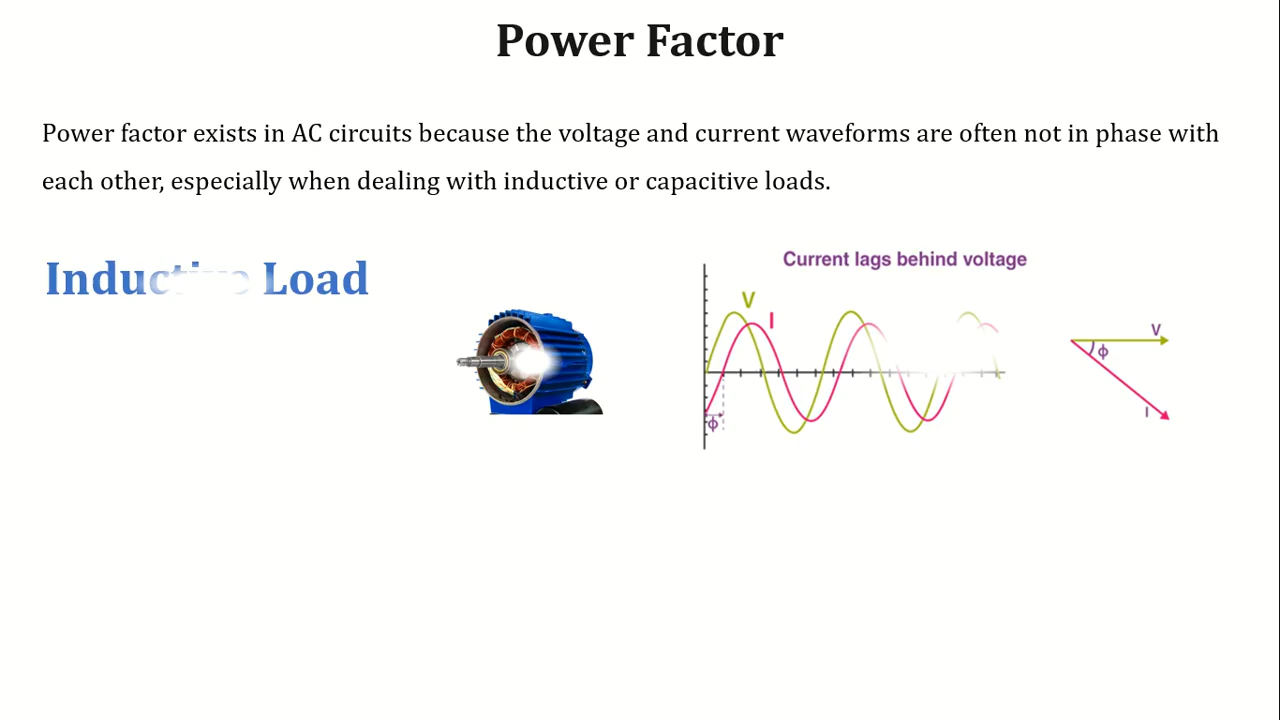 Power Factor
Power factor exists in AC circuits because the voltage and current waveforms are often not in phase with
each other, especially when dealing with inductive or capacitive loads.
Inductive Load
Current lags behind voltage
V
I
ϕ
V
ϕ
I